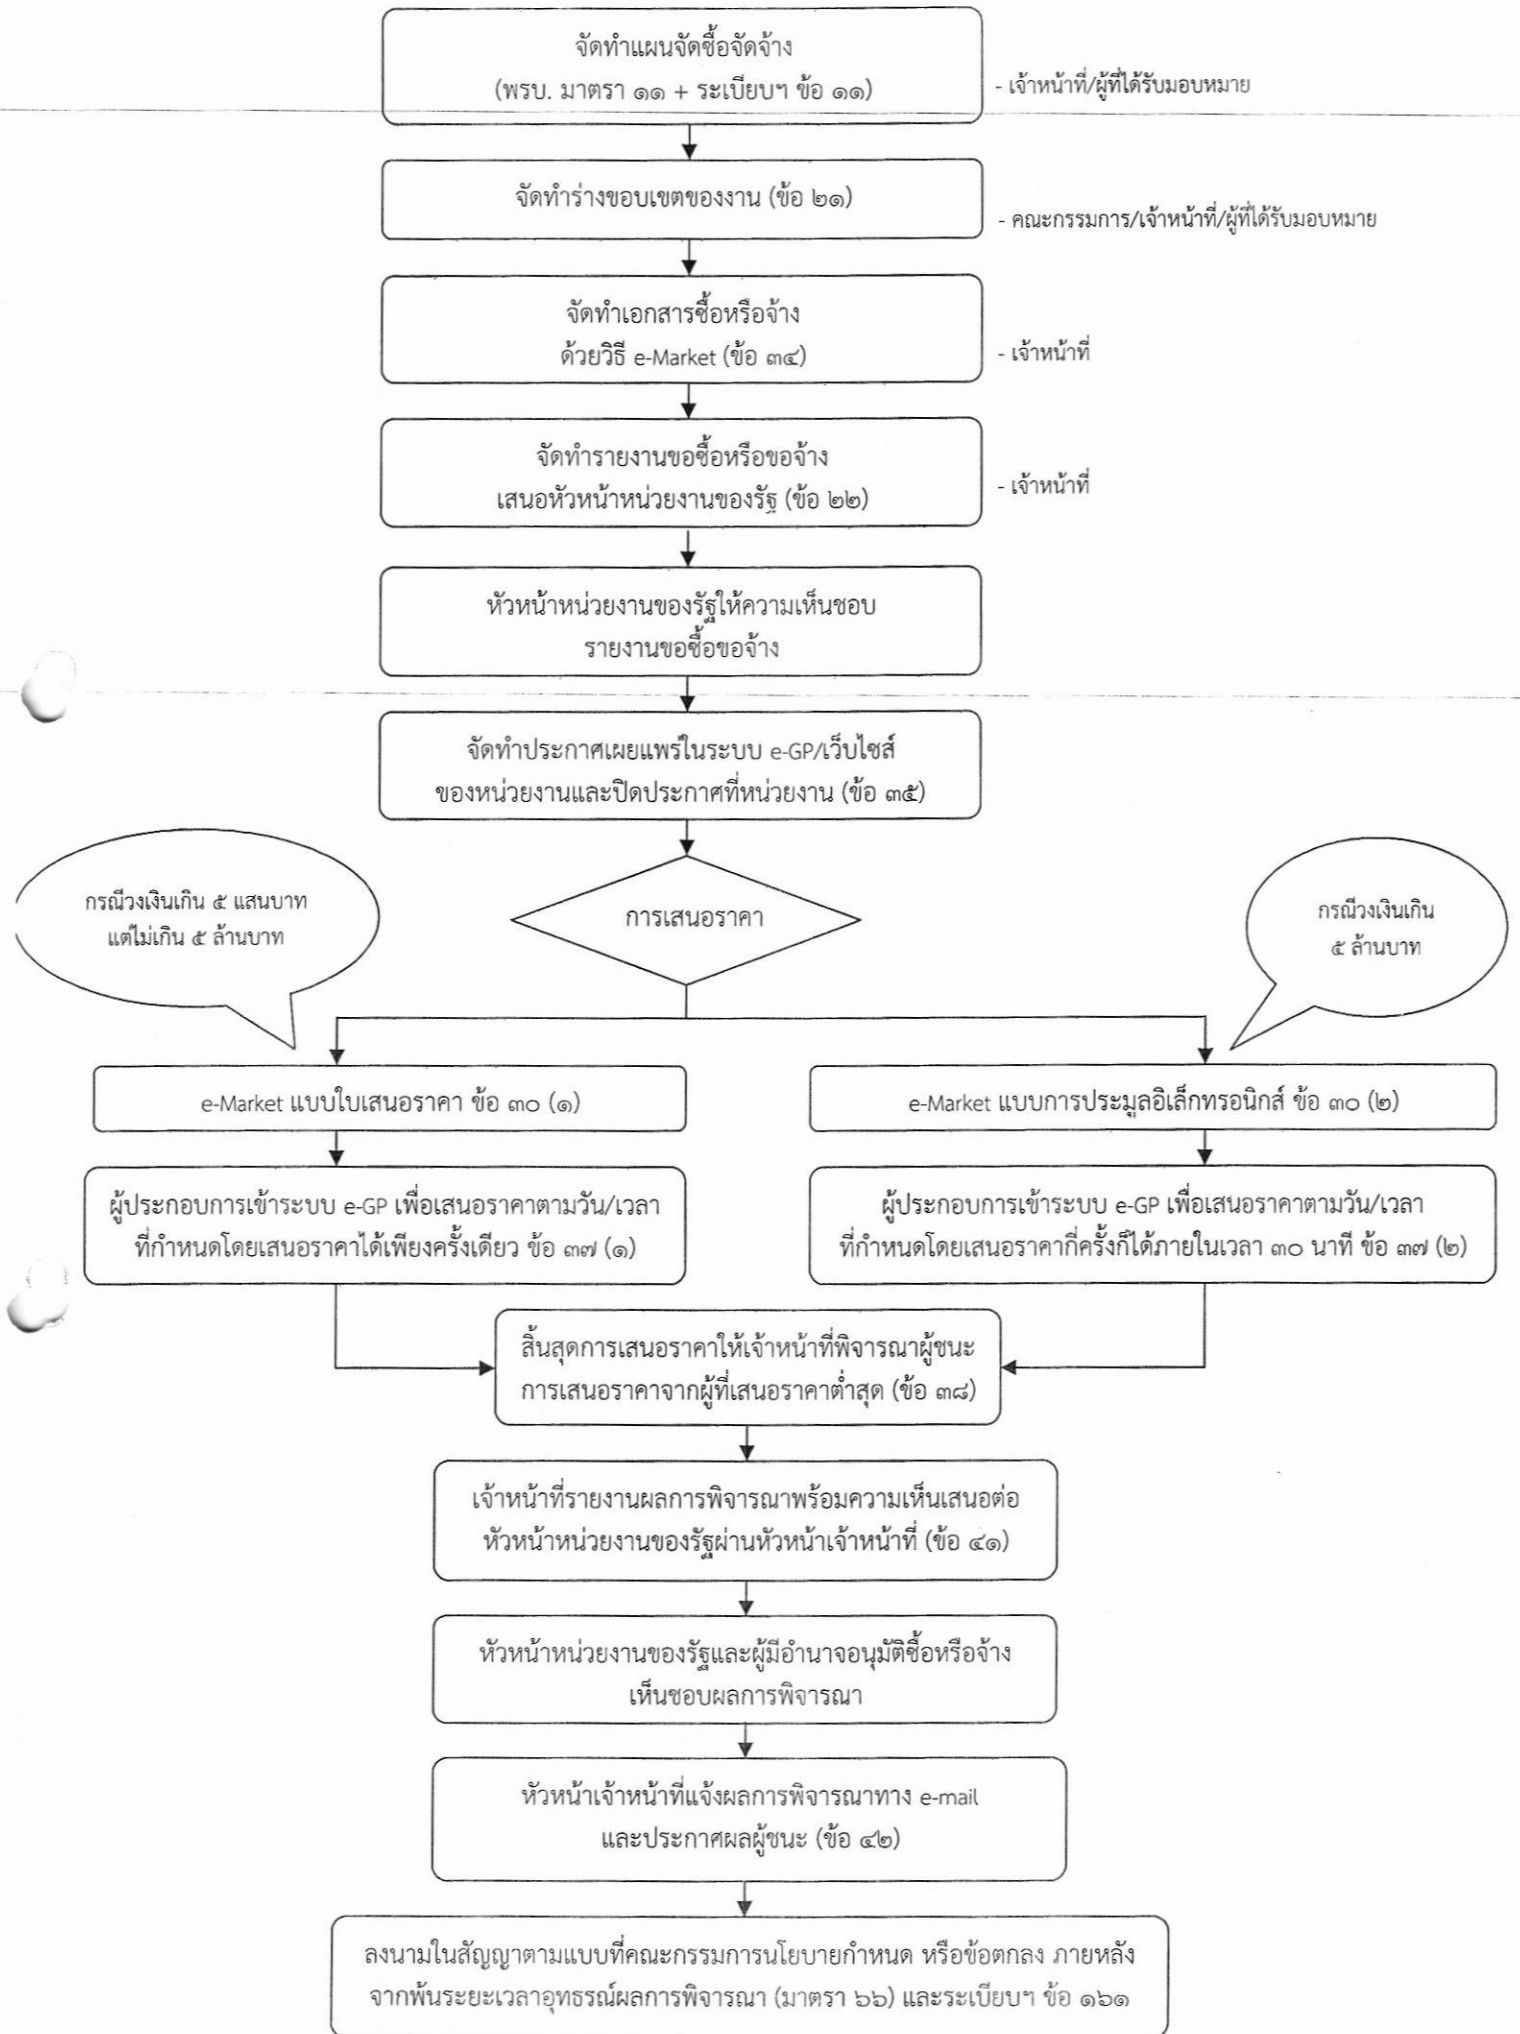 จัดทำแผนจัดซื้อจัดจ้าง
(พรบ. มาตรา ๑๑ + ระเบียบฯ ข้อ ๑๑)
- เจ้าหน้าที่/ผู้ที่ได้รับมอบหมาย
จัดทำร่างขอบเขตของงาน (ข้อ ๒๑)
- คณะกรรมการ/เจ้าหน้าที่/ผู้ที่ได้รับมอบหมาย
จัดทำเอกสารซื้อหรือจ้าง
ด้วยวิธี e-Market (ข้อ ๓๔)
- เจ้าหน้าที่
จัดทำรายงานขอซื้อหรือขอจ้าง
เสนอหัวหน้าหน่วยงานของรัฐ (ข้อ ๒๒)
- เจ้าหน้าที่
หัวหน้าหน่วยงานของรัฐให้ความเห็นชอบ
รายงานขอซื้อขอจ้าง
จัดทำประกาศเผยแพร่ในระบบ e-GP/เว็บไซส์
ของหน่วยงานและปิดประกาศที่หน่วยงาน (ข้อ ๓๕)
กรณีวงเงินเกิน ๕ แสนบาท
แต่ไม่เกิน ๕ ล้านบาท
การเสนอราคา
กรณีวงเงินเกิน
๕ ล้านบาท
e-Market แบบใบเสนอราคา ข้อ ๓๐ (๑)
e-Market แบบการประมูลอิเล็กทรอนิกส์ ข้อ ๓๐ (๒)
ผู้ประกอบการเข้าระบบ e-GP เพื่อเสนอราคาตามวัน/เวลา
ที่กำหนดโดยเสนอราคาได้เพียงครั้งเดียว ข้อ ๓๗ (๑)
ผู้ประกอบการเข้าระบบ e-GP เพื่อเสนอราคาตามวัน/เวลา
ที่กำหนดโดยเสนอราคากี่ครั้งก็ได้ภายในเวลา ๓๐ นาที ข้อ ๓๗ (๒)
สิ้นสุดการเสนอราคาให้เจ้าหน้าที่พิจารณาผู้ชนะ
การเสนอราคาจากผู้ที่เสนอราคาต่ำสุด (ข้อ ๓๘)
เจ้าหน้าที่รายงานผลการพิจารณาพร้อมความเห็นเสนอต่อ
หัวหน้าหน่วยงานของรัฐผ่านหัวหน้าเจ้าหน้าที่ (ข้อ ๔๑)
หัวหน้าหน่วยงานของรัฐและผู้มีอำนาจอนุมัติซื้อหรือจ้าง
เห็นชอบผลการพิจารณา
หัวหน้าเจ้าหน้าที่แจ้งผลการพิจารณาทาง e-mail
และประกาศผลผู้ชนะ (ข้อ ๔๒)
ลงนามในสัญญาตามแบบที่คณะกรรมการนโยบายกำหนด หรือข้อตกลง ภายหลัง
จากพ้นระยะเวลาอุทธรณ์ผลการพิจารณา (มาตรา ๖๖) และระเบียบฯ ข้อ ๑๖๑